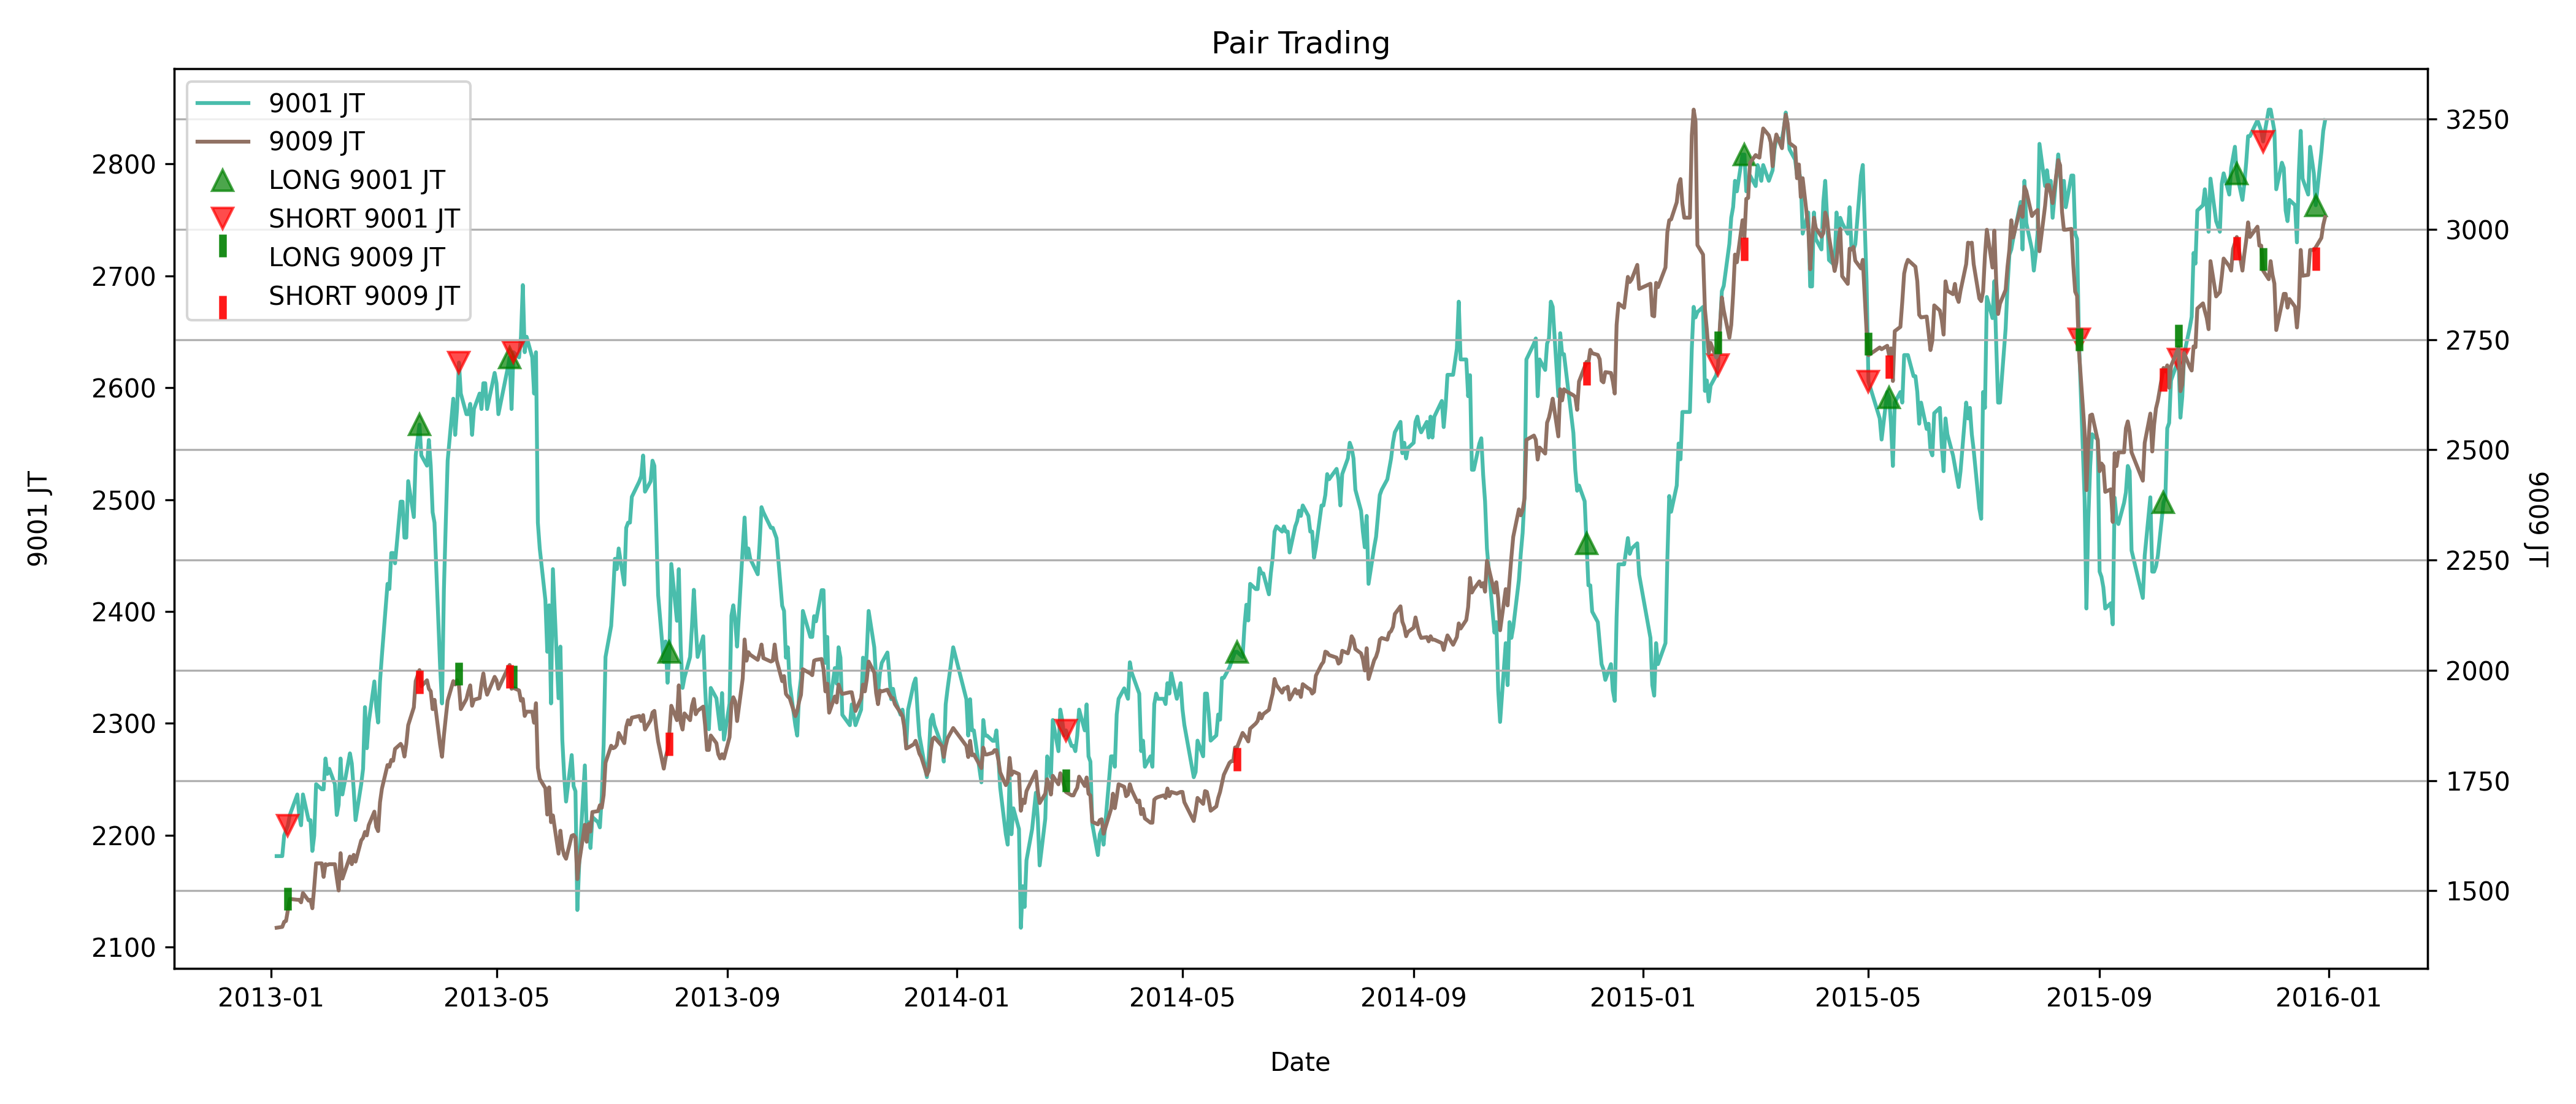 Pair Trading
9001 JT
9009 JT
LONG 9001 JT
SHORT 9001 JT
LONG 9009 JT
SHORT 9009 JT
2800
2700
2600
2500
2400
2300
2200
2100
9001 JT
3250
3000
2750
2500
2250
2000
1750
1500
9009 JT
2013-01 2013-05 2013-09 2014-01 2014-05 2014-09 2015-01 2015-05 2015-09 2016-01
Date